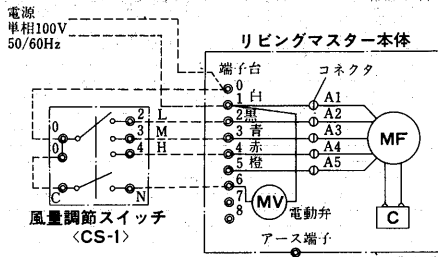 電源
単相100V
50/60Hz
リビングマスター本体
端子台
コネクタ
0
1 白 A1
2 L 2 黒 A2
0 3 M 3 青 A3
0 4 H 4 赤 A4
5 橙 A5
MF
6
7
8
C N
MV
電動弁
C
風量調節スイッチ
<CS-1>
アース端子